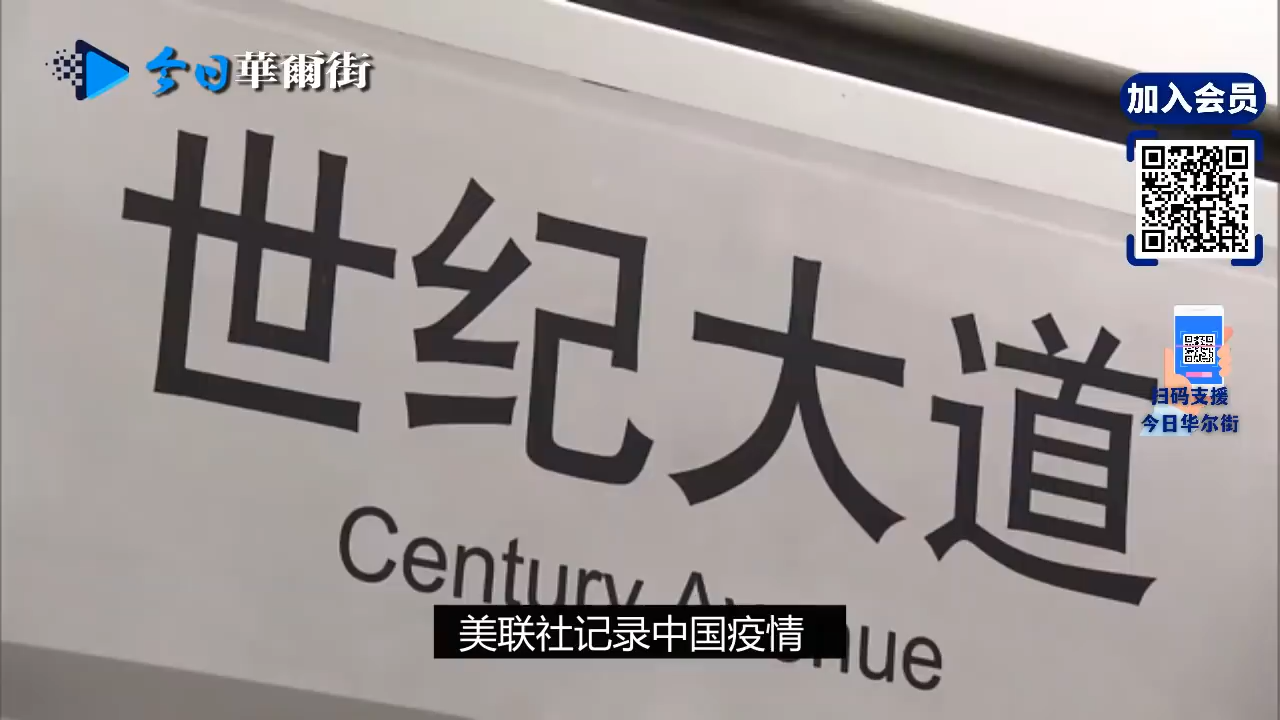 今日華爾街
加入会员
世纪大道
扫码支援
今日华尔街
Century Avenue
美联社记录中国疫情